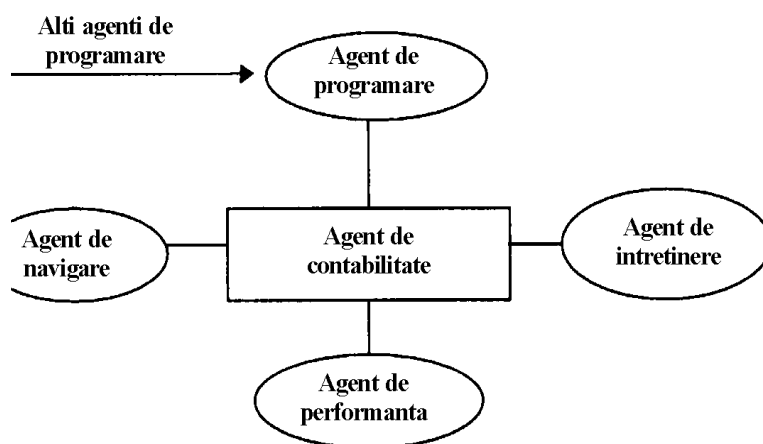 Alti agenti de
programare
Agent de
programare
Agent de
navigare
Agent de
contabilitate
Agent de
intretinere
Agent de
performanta